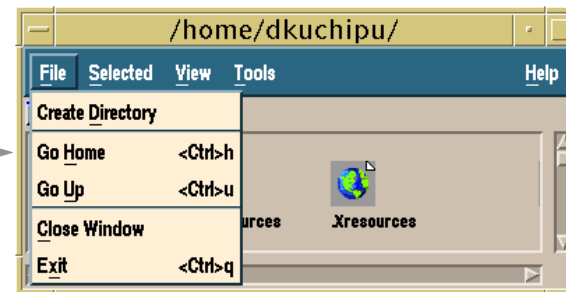 /home/dkuchipu/
File Selected View Tools Help
Create Directory
Go Home <Ctrl>h
Go Up <Ctrl>u
Close Window
Exit <Ctrl>q
urces .Xresources